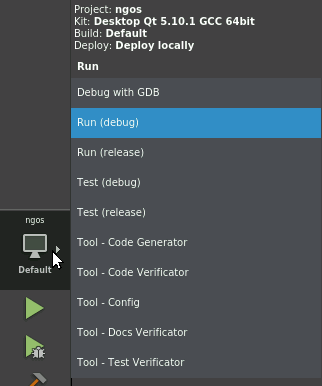 Project: ngos
Kit: Desktop Qt 5.10.1 GCC 64bit
Build: Default
Deploy: Deploy locally
Run
Debug with GDB
Run (debug)
Run (release)
Test (debug)
Test (release)
ngos
Tool - Code Generator
Default
Tool - Code Verificator
Tool - Config
Tool - Docs Verificator
Tool - Test Verificator